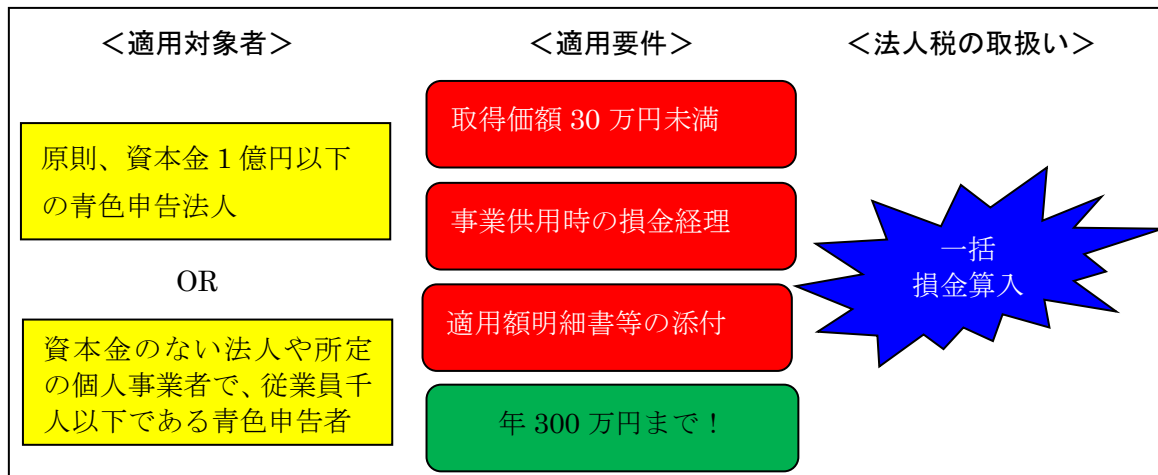 ＜適用対象者＞
原則、資本金１億円以下
の青色申告法人
OR
資本金のない法人や所定
の個人事業者で、従業員千
人以下である青色申告者
＜適用要件＞
取得価額 30 万円未満
事業供用時の損金経理
適用額明細書等の添付
年 300 万円まで！
＜法人税の取扱い＞
一括
損金算入